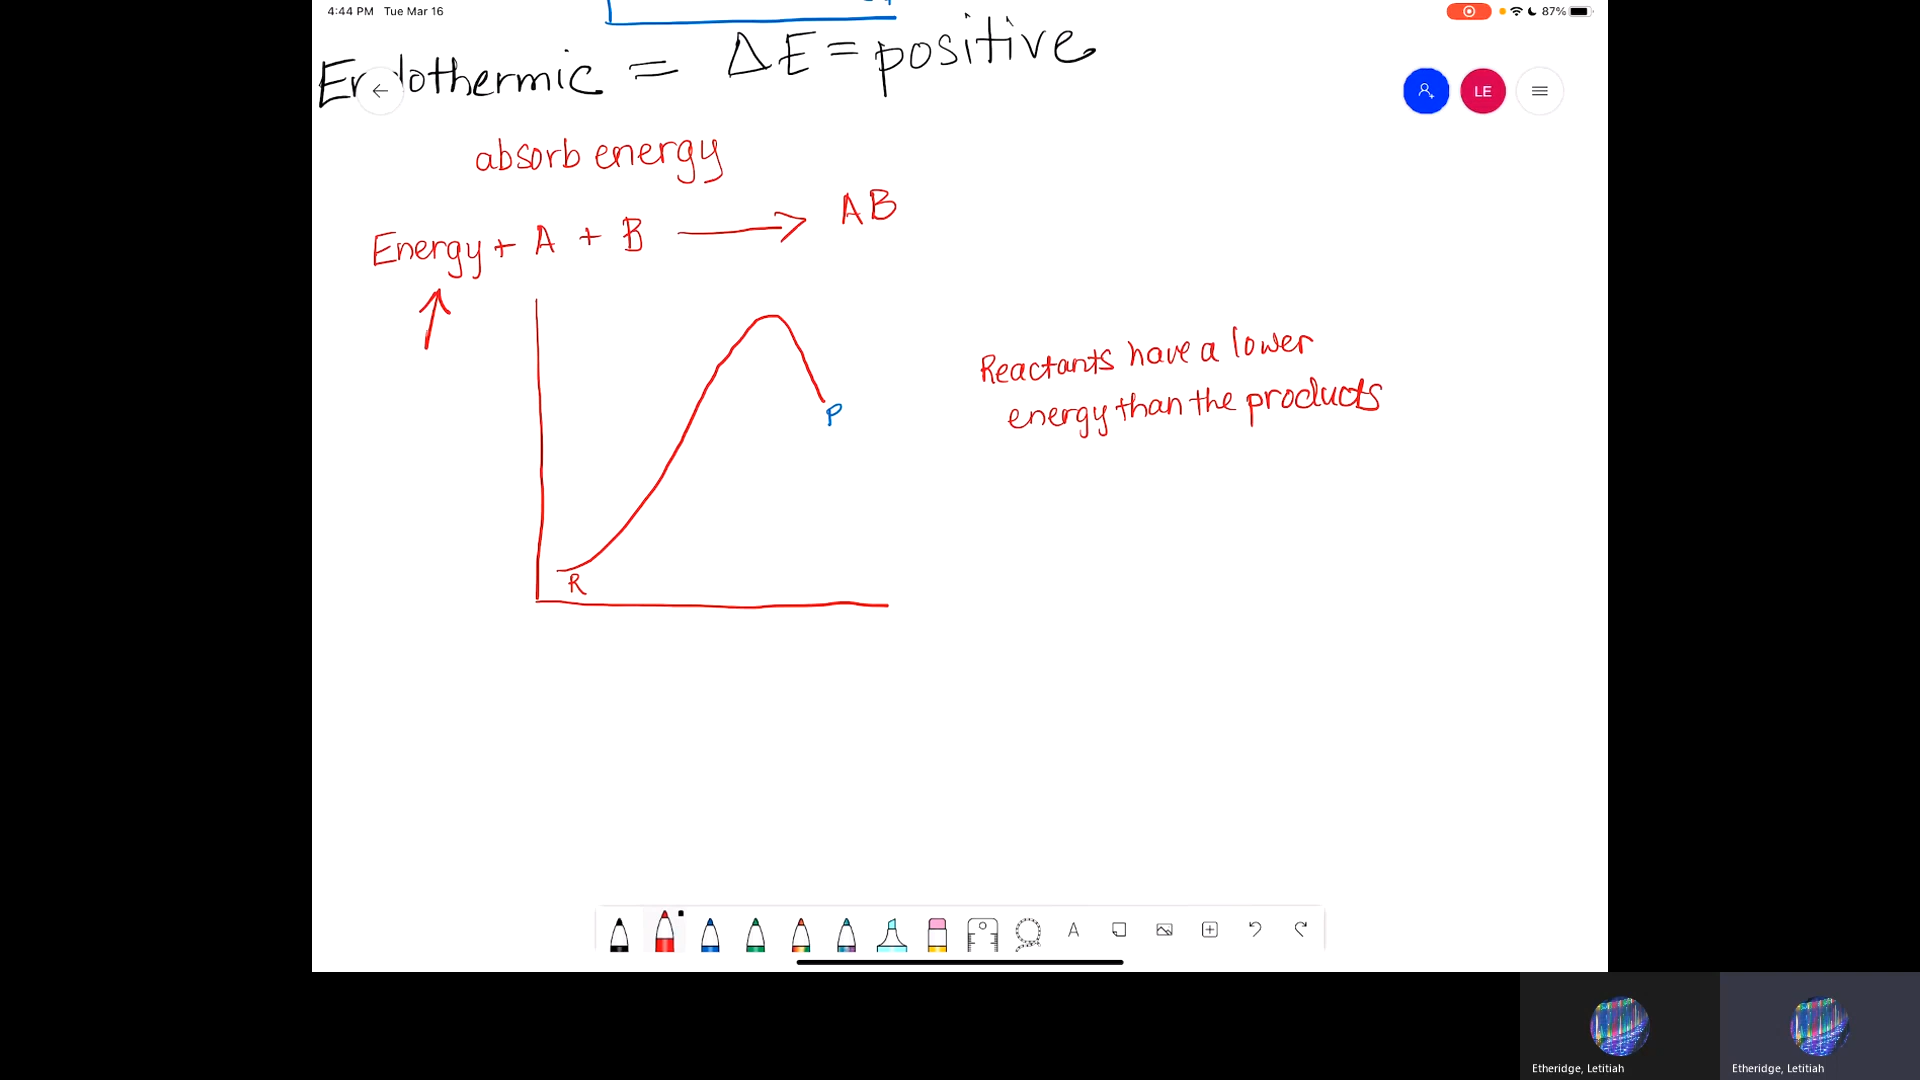 4:44 PM Tue Mar 16
87%
Endothermic = ΔE = positive
LE
absorb energy
Energy + A + B → AB
Reactants have a lower
energy than the products
P
R
A
Etheridge, Letitiah
Etheridge, Letitiah